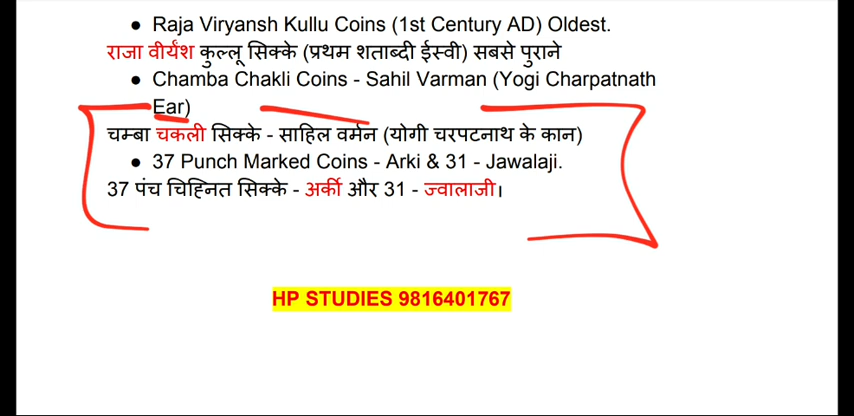 ● Raja Viryansh Kullu Coins (1st Century AD) Oldest.
राजा वीर्यंश कुल्लू सिक्के (प्रथम शताब्दी ईस्वी) सबसे पुराने
● Chamba Chakli Coins - Sahil Varman (Yogi Charpatnath
Ear)
चम्बा चकली सिक्के - साहिल वर्मन (योगी चरपटनाथ के कान)
● 37 Punch Marked Coins - Arki & 31 - Jawalaji.
37 पंच चिह्नित सिक्के - अर्की और 31 - ज्वालाजी।
HP STUDIES 9816401767